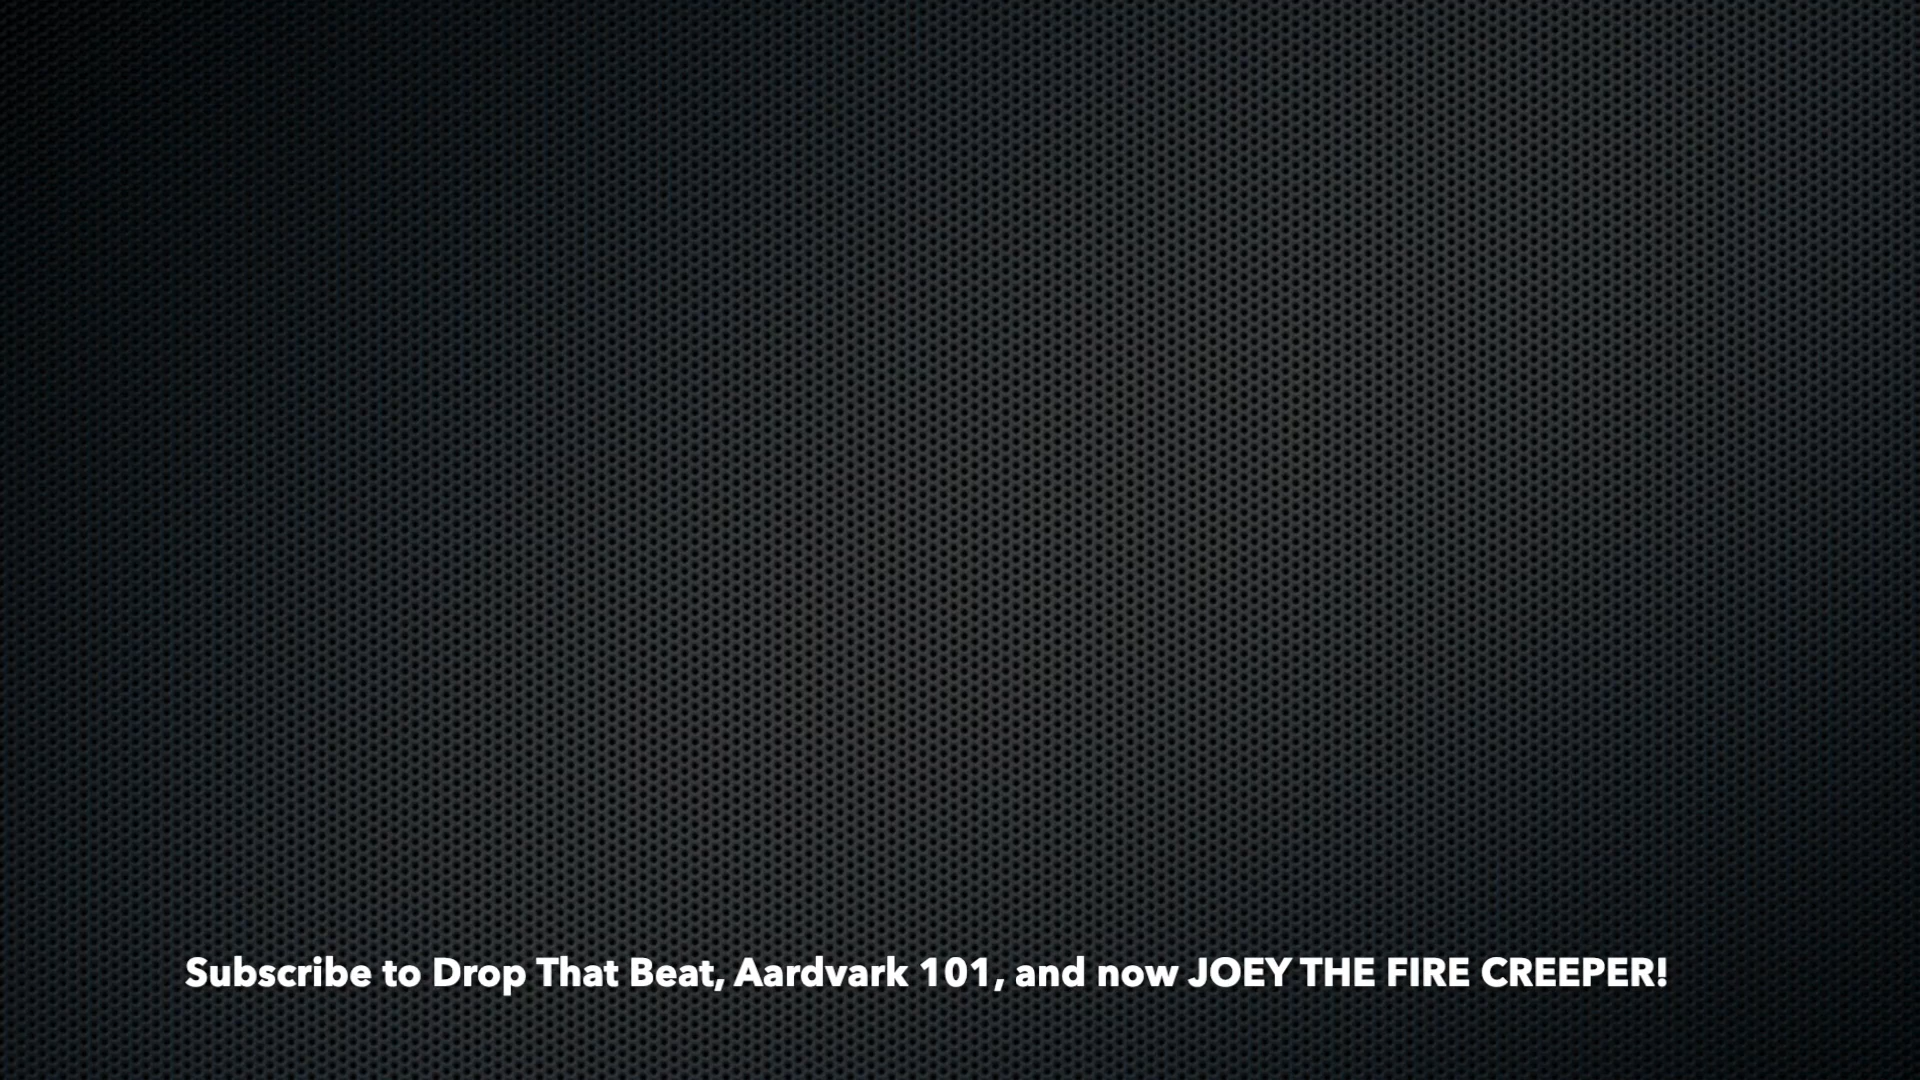 Subscribe to Drop That Beat, Aardvark 101, and now JOEY THE FIRE CREEPER!